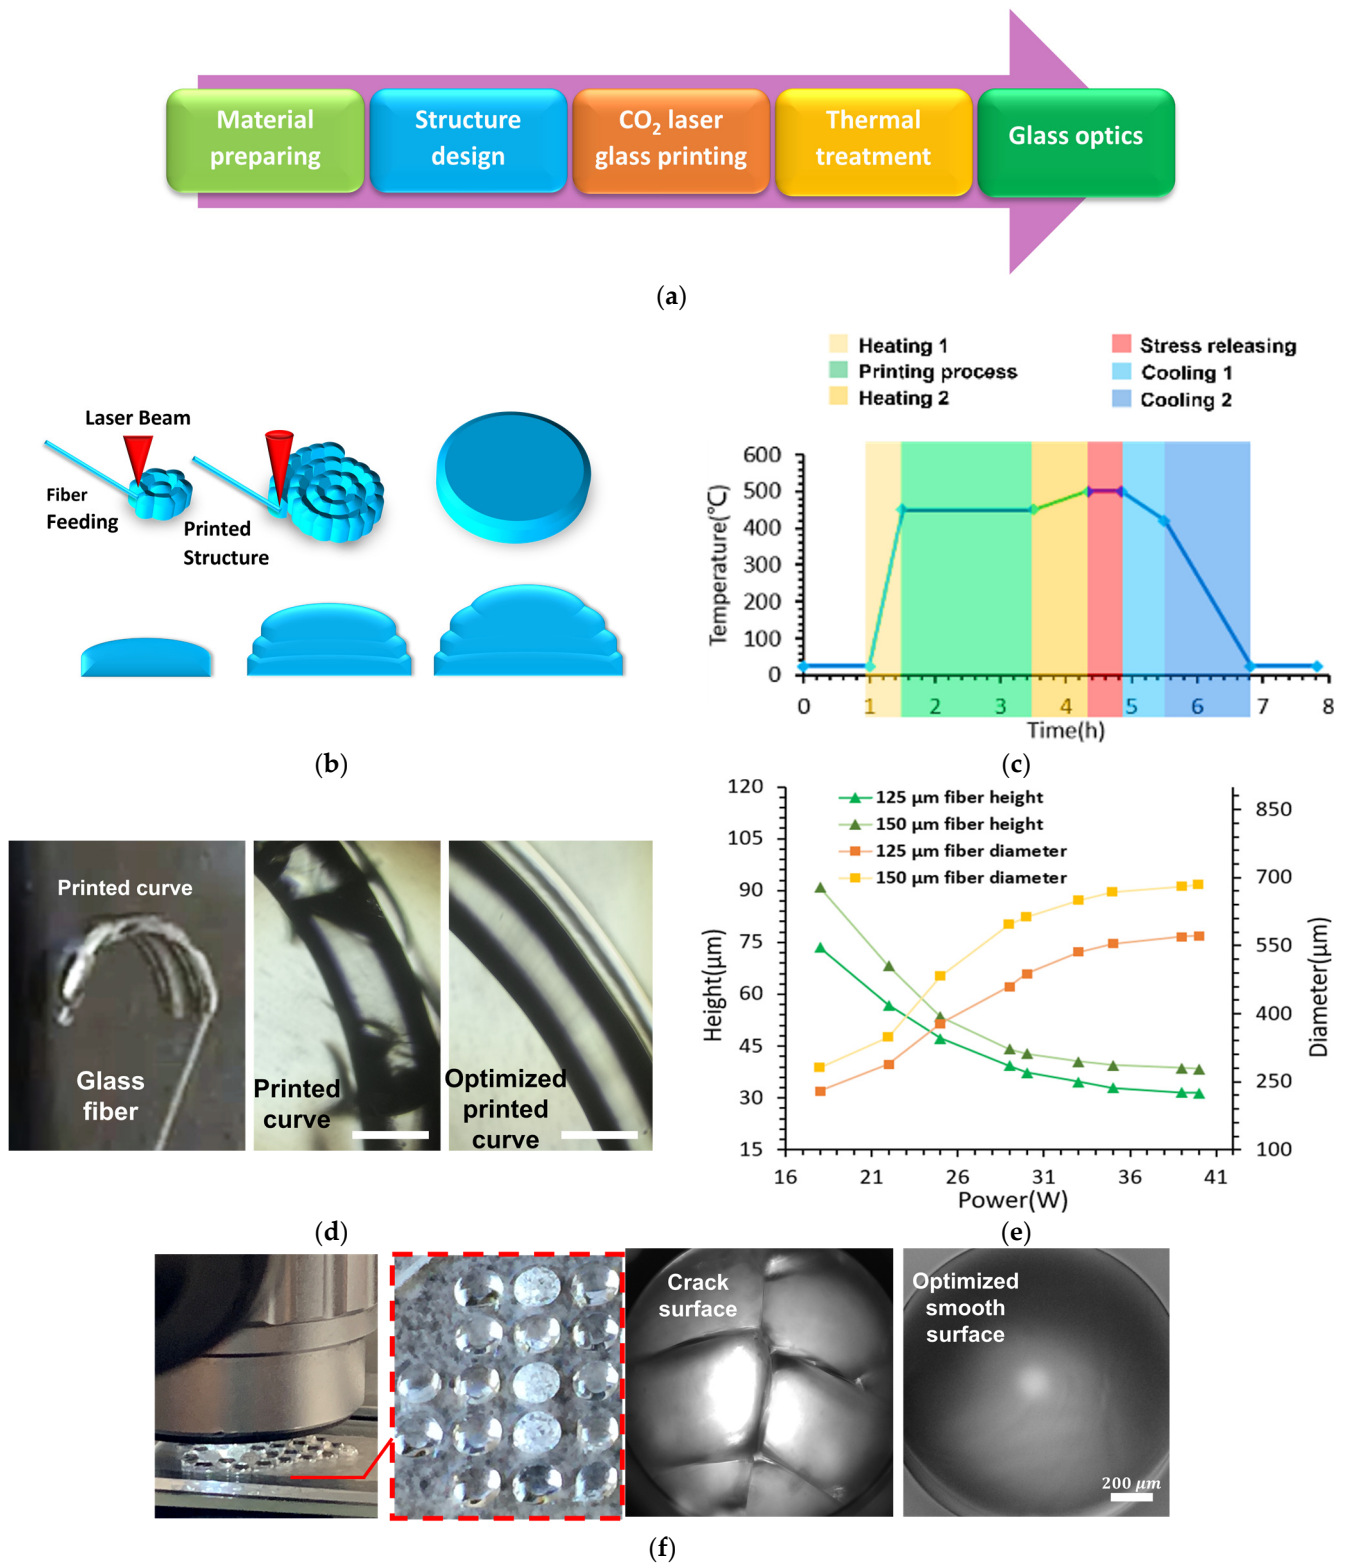 Material
preparing
Structure
design
CO₂ laser
glass printing
Thermal
treatment
Glass optics
(a)
Laser Beam
Fiber
Feeding
Printed
Structure
(b)
Heating 1
Printing process
Heating 2
Stress releasing
Cooling 1
Cooling 2
600
500
400
300
200
100
0
Temperature(℃)
0 1 2 3 4 5 6 7 8
Time(h)
(c)
Printed curve
Glass
fiber
Printed
curve
Optimized
printed
curve
(d)
125 μm fiber height
150 μm fiber height
125 μm fiber diameter
150 μm fiber diameter
120
105
90
75
60
45
30
15
Height(μm)
850
700
550
400
250
100
Diameter(μm)
16 21 26 31 36 41
Power(W)
(e)
Crack
surface
Optimized
smooth
surface
200 μm
(f)